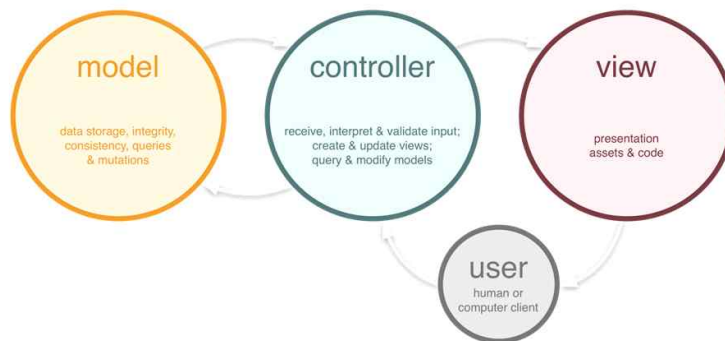 model
data storage, integrity,
consistency, queries
& mutations
controller
receive, interpret & validate input;
create & update views;
query & modify models
view
presentation
assets & code
user
human or
computer client